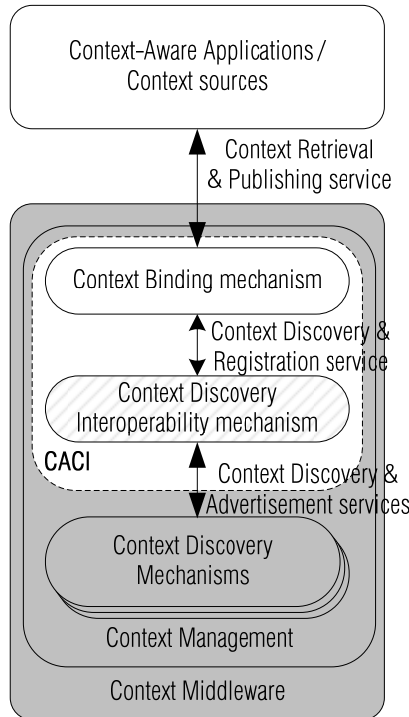 Context-Aware Applications /
Context sources
Context Retrieval
& Publishing service
Context Binding mechanism
Context Discovery &
Registration service
Context Discovery
Interoperability mechanism
CACI
Context Discovery &
Advertisement services
Context Discovery
Mechanisms
Context Management
Context Middleware